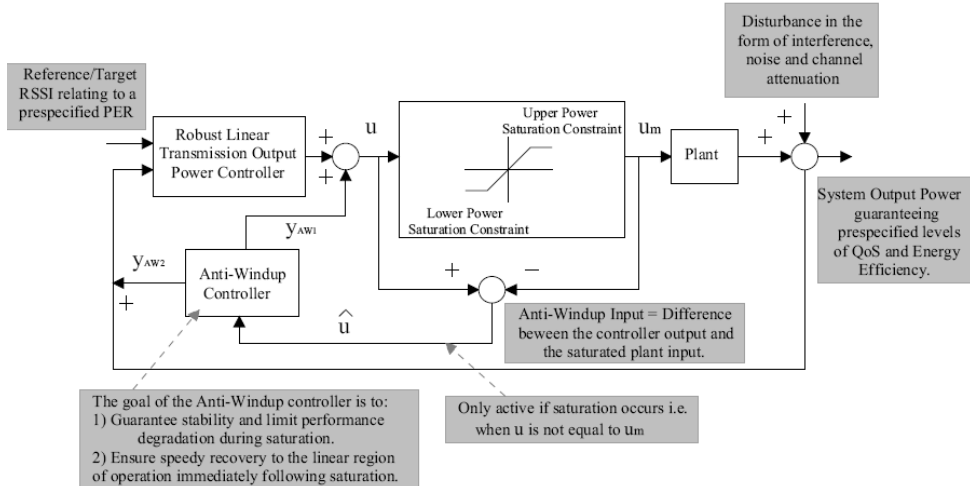 Disturbance in the
form of interference,
noise and channel
attenuation
Reference/Target
RSSI relating to a
prespecified PER
Robust Linear
Transmission Output
Power Controller
+
+
u
Upper Power
Saturation Constraint
Lower Power
Saturation Constraint
um
Plant
+
+
System Output Power
guaranteeing
prespecified levels
of QoS and Energy
Efficiency.
yAW1
yAW2
+
Anti-Windup
Controller
+
−
û
Anti-Windup Input = Difference
beween the controller output and
the saturated plant input.
The goal of the Anti-Windup controller is to:
1) Guarantee stability and limit performance
degradation during saturation.
2) Ensure speedy recovery to the linear region
of operation immediately following saturation.
Only active if saturation occurs i.e.
when u is not equal to um